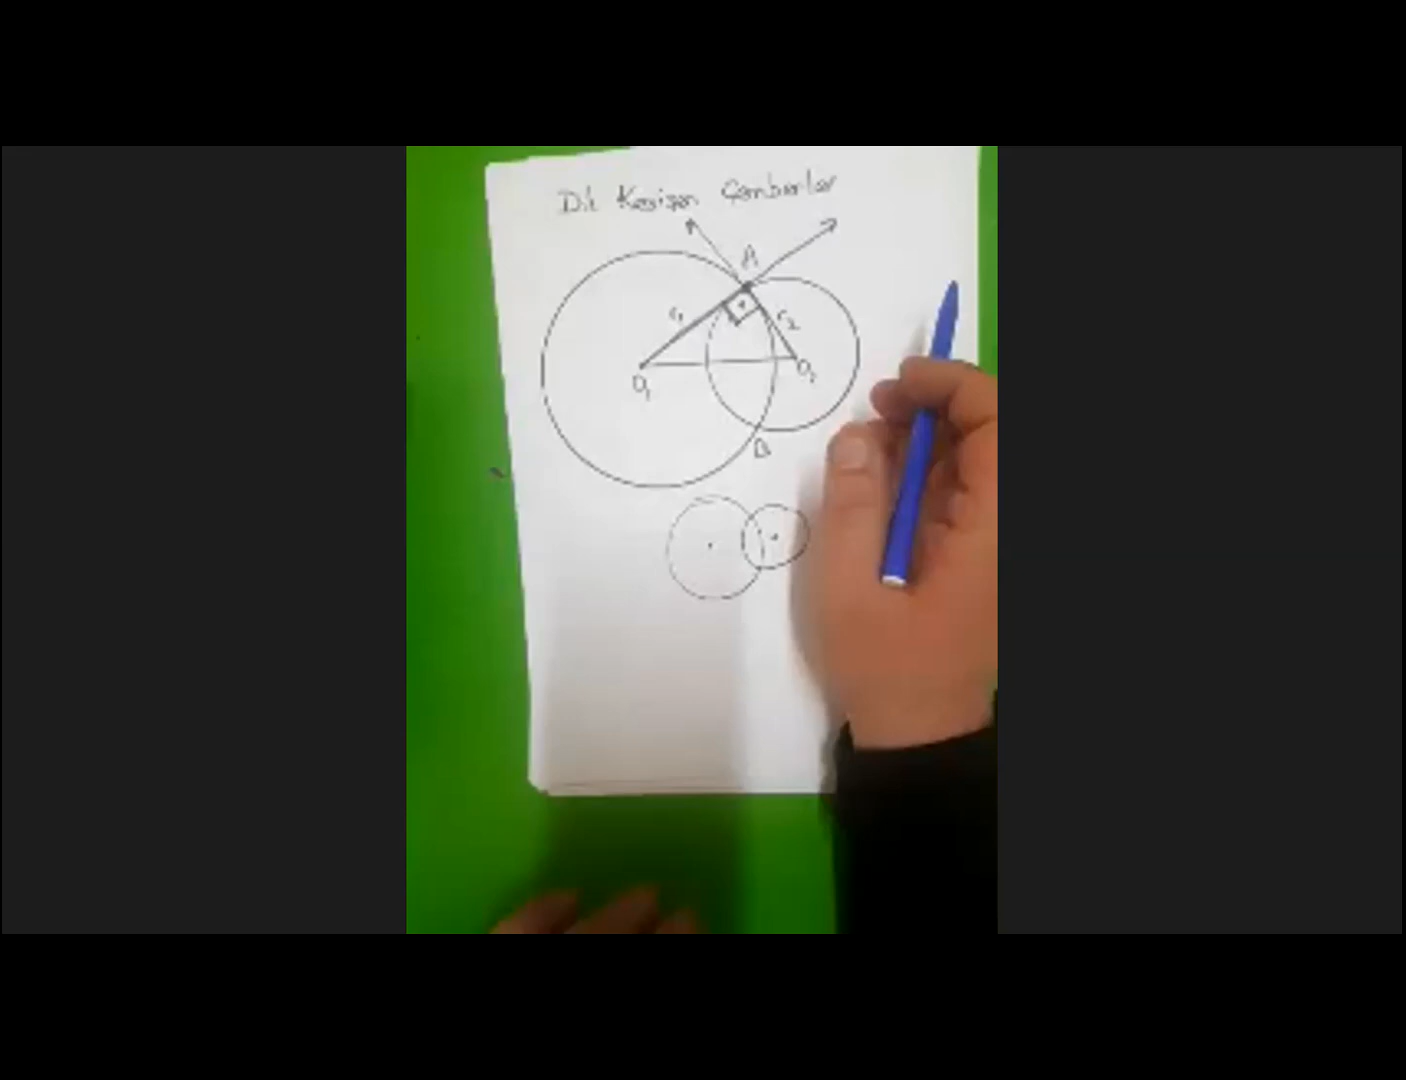 Dik Kesişen Çemberler
A
r₁
r₂
O₁
O₂
B